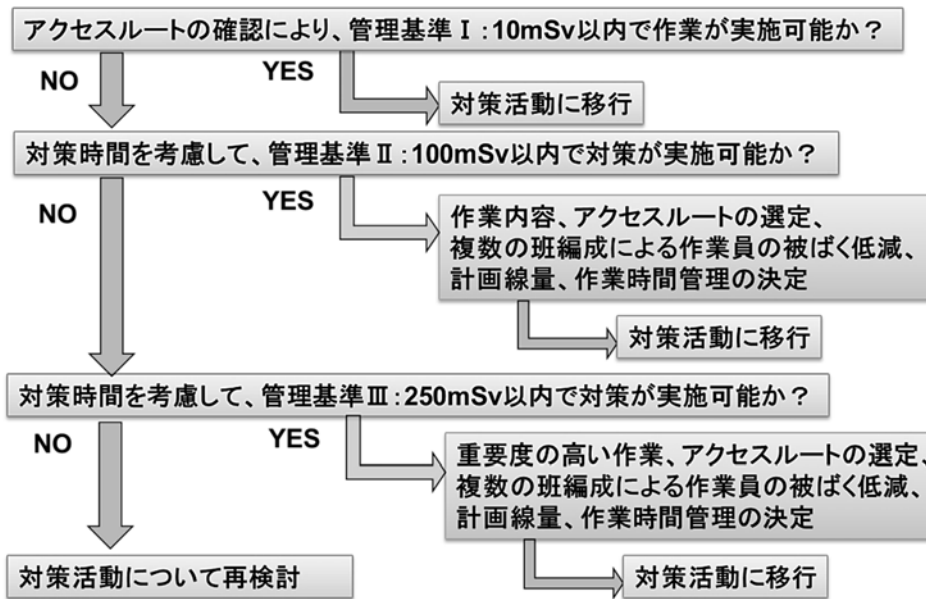 アクセスルートの確認により、管理基準Ⅰ：10mSv以内で作業が実施可能か？
NO
YES
対策活動に移行
対策時間を考慮して、管理基準Ⅱ：100mSv以内で対策が実施可能か？
NO
YES
作業内容、アクセスルートの選定、
複数の班編成による作業員の被ばく低減、
計画線量、作業時間管理の決定
対策活動に移行
対策時間を考慮して、管理基準Ⅲ：250mSv以内で対策が実施可能か？
NO
YES
重要度の高い作業、アクセスルートの選定、
複数の班編成による作業員の被ばく低減、
計画線量、作業時間管理の決定
対策活動に移行
対策活動について再検討